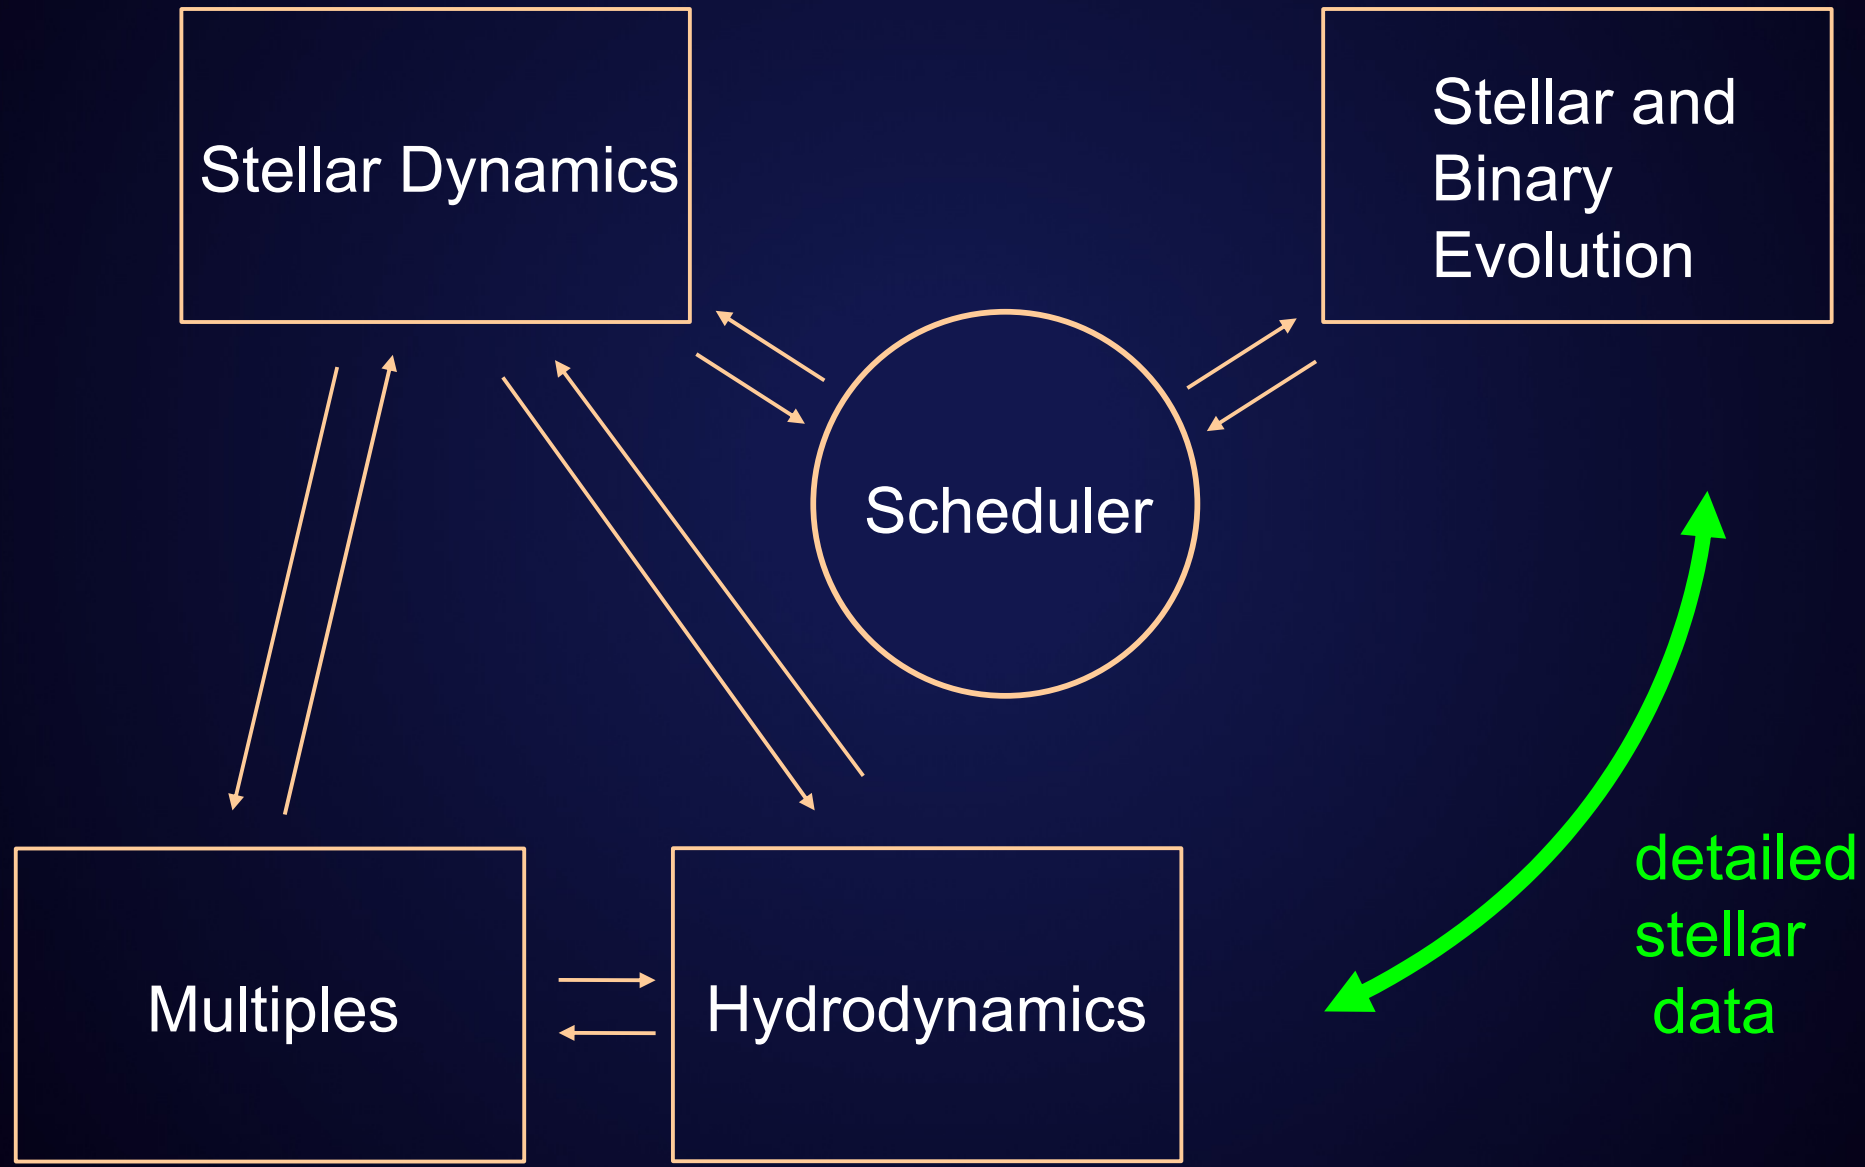 Stellar Dynamics
Stellar and
Binary
Evolution
Scheduler
detailed
stellar
data
Multiples
Hydrodynamics